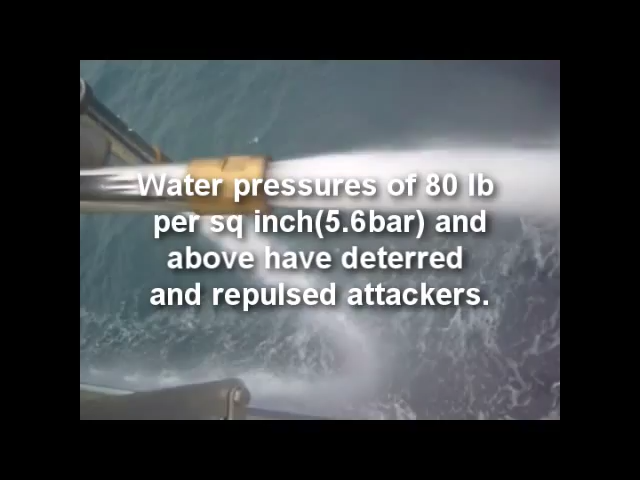 Water pressures of 80 lb
per sq inch(5.6bar) and
above have deterred
and repulsed attackers.